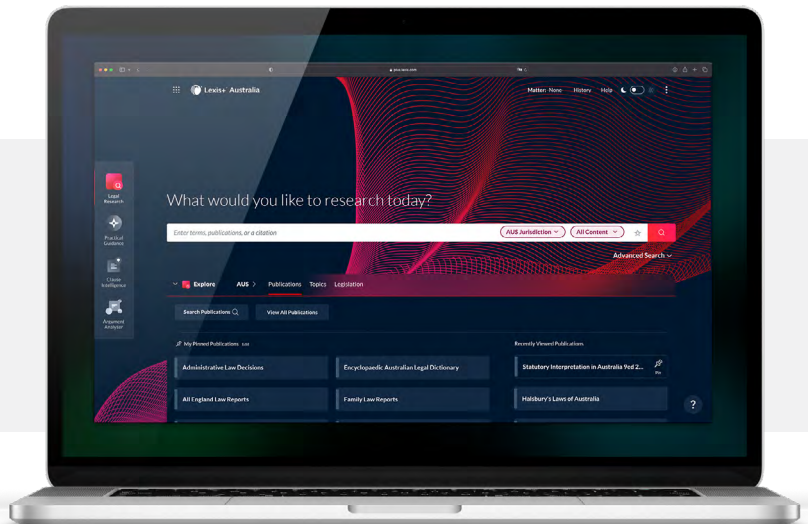 Lexis+ Australia
Matter: None History Help
Legal
Research
Practical
Guidance
Clause
Intelligence
Argument
Analyser
What would you like to research today?
Enter terms, publications, or a citation
AUS Jurisdiction
All Content
Advanced Search
Explore AUS > Publications Topics Legislation
Search Publications
View All Publications
My Pinned Publications Edit
Recently Viewed Publications
Administrative Law Decisions
Encyclopaedic Australian Legal Dictionary
Statutory Interpretation in Australia 9ed 2...
All England Law Reports
Family Law Reports
Halsbury's Laws of Australia
?